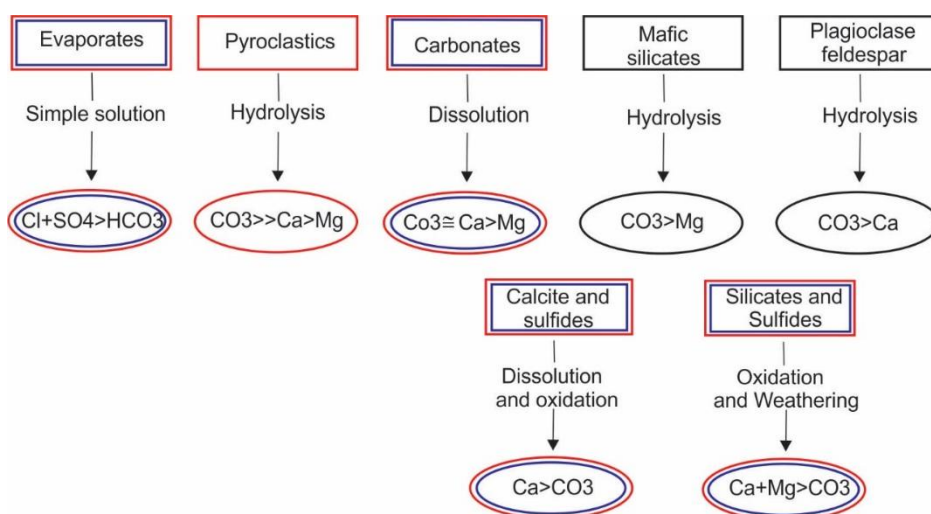 Evaporates
Pyroclastics
Carbonates
Mafic
silicates
Plagioclase
feldespar
Simple solution
Hydrolysis
Dissolution
Hydrolysis
Hydrolysis
Cl+SO4>HCO3
CO3>>Ca>Mg
Co3≅Ca>Mg
CO3>Mg
CO3>Ca
Calcite and
sulfides
Silicates and
Sulfides
Dissolution
and oxidation
Oxidation
and Weathering
Ca>CO3
Ca+Mg>CO3